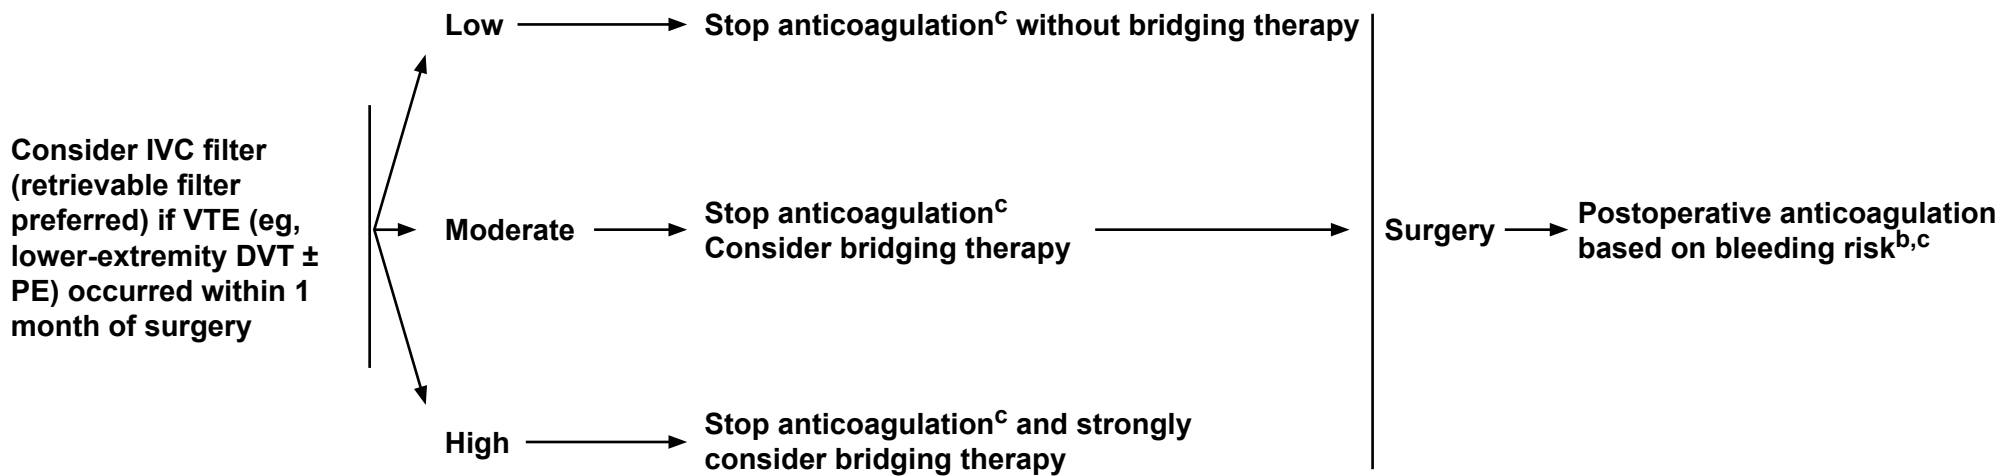 Consider IVC filter
(retrievable filter
preferred) if VTE (eg,
lower-extremity DVT ±
PE) occurred within 1
month of surgery
Low
Stop anticoagulationᶜ without bridging therapy
Moderate
Stop anticoagulationᶜ
Consider bridging therapy
High
Stop anticoagulationᶜ and strongly
consider bridging therapy
Surgery
Postoperative anticoagulation
based on bleeding riskᵇ,ᶜ